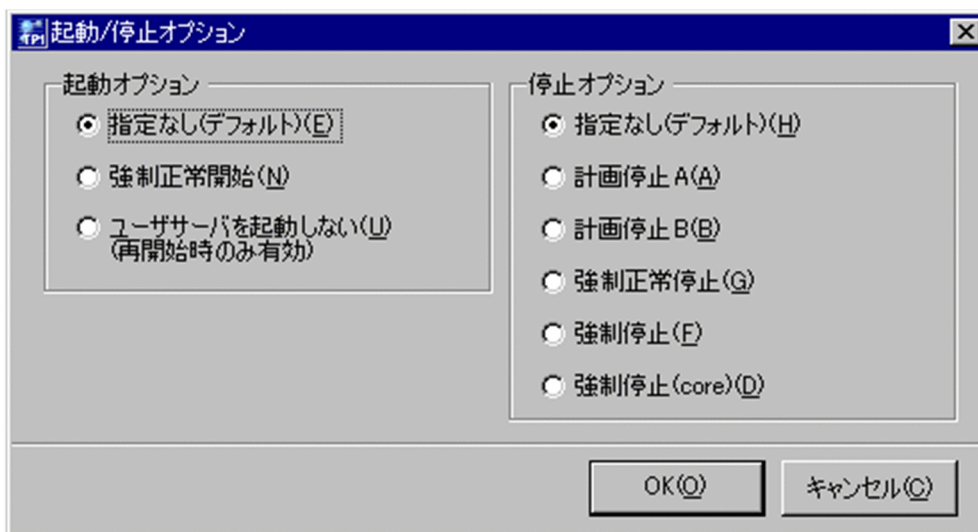 TP1 起動/停止オプション
起動オプション
指定なし(デフォルト)(E)
強制正常開始(N)
ユーザサーバを起動しない(U)
(再開始時のみ有効)
停止オプション
指定なし(デフォルト)(H)
計画停止A(A)
計画停止B(B)
強制正常停止(G)
強制停止(F)
強制停止(core)(D)
OK(O)
キャンセル(C)